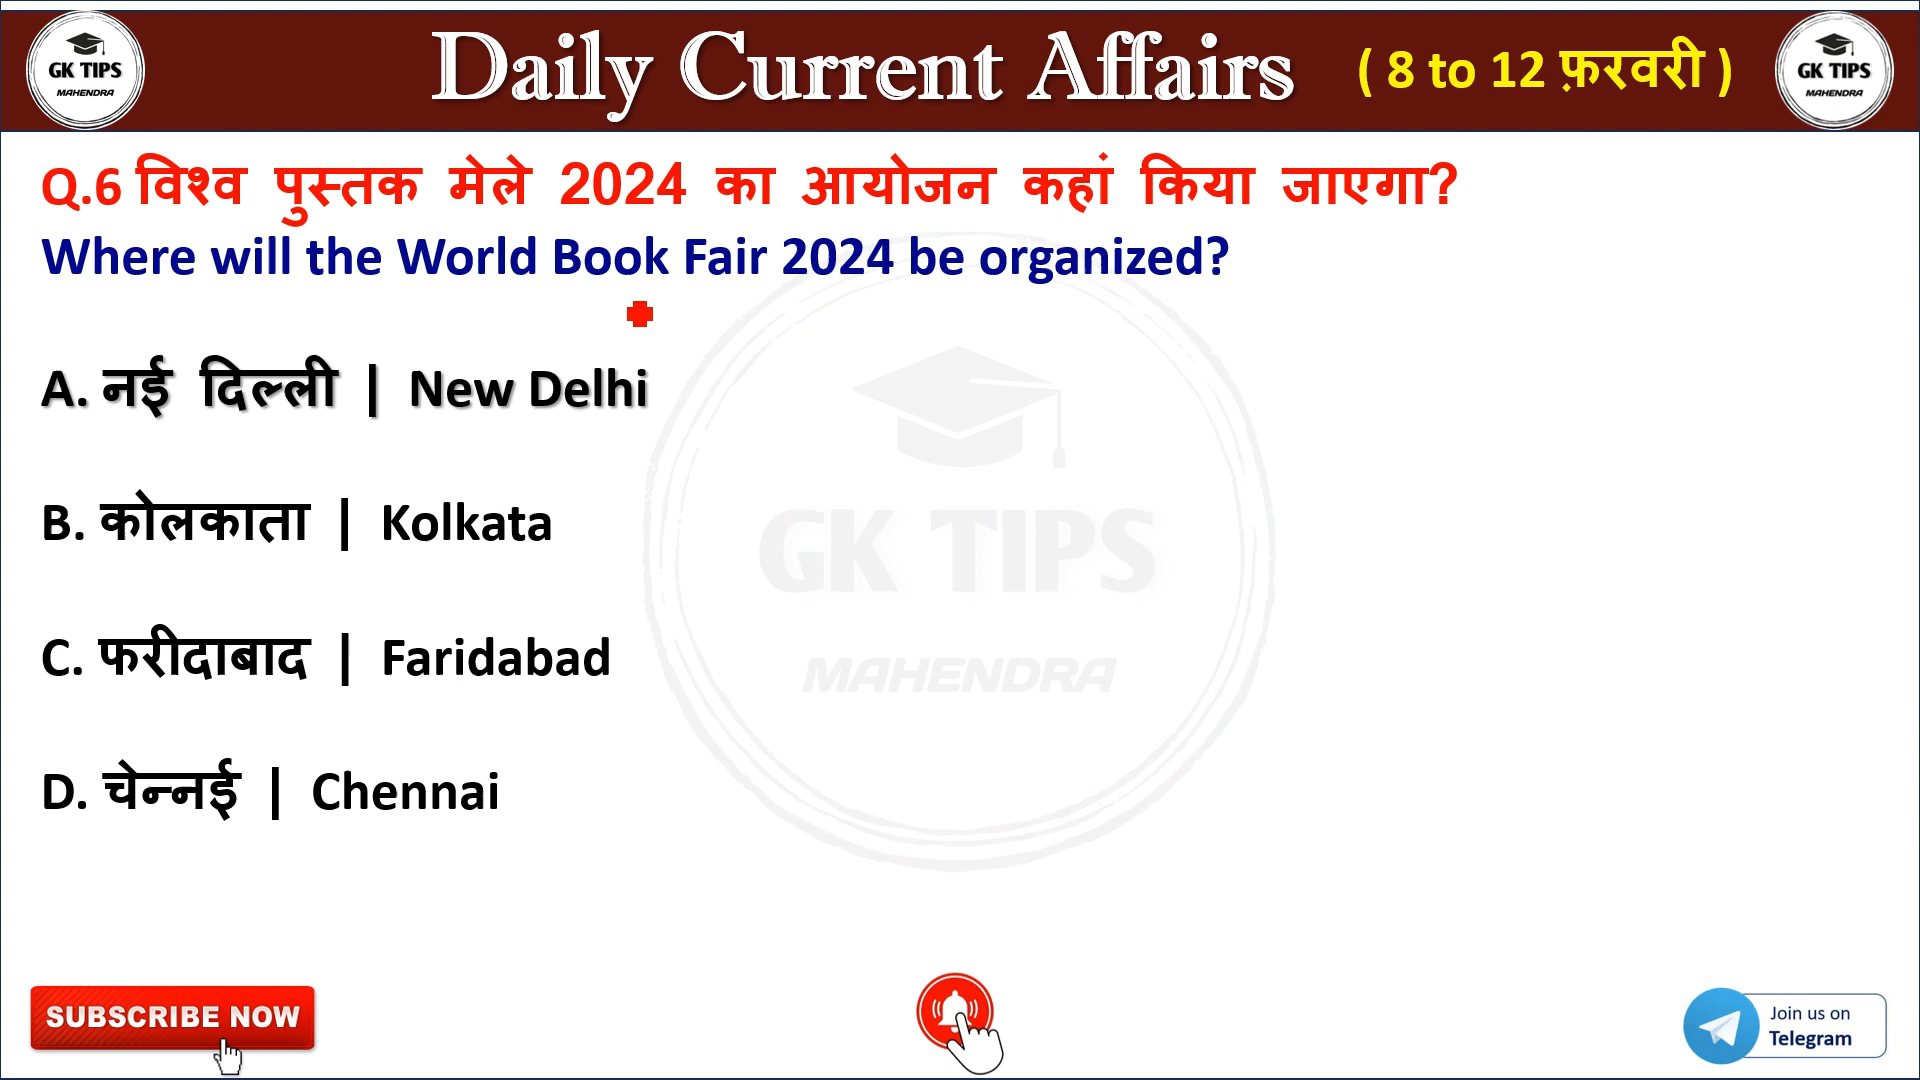 GK TIPS
MAHENDRA
Daily Current Affairs
( 8 to 12 फ़रवरी )
GK TIPS
MAHENDRA
Q.6 विश्व पुस्तक मेले 2024 का आयोजन कहां किया जाएगा?
Where will the World Book Fair 2024 be organized?
A. नई दिल्ली | New Delhi
B. कोलकाता | Kolkata
C. फरीदाबाद | Faridabad
D. चेन्नई | Chennai
GK TIPS
MAHENDRA
SUBSCRIBE NOW
Join us on
Telegram